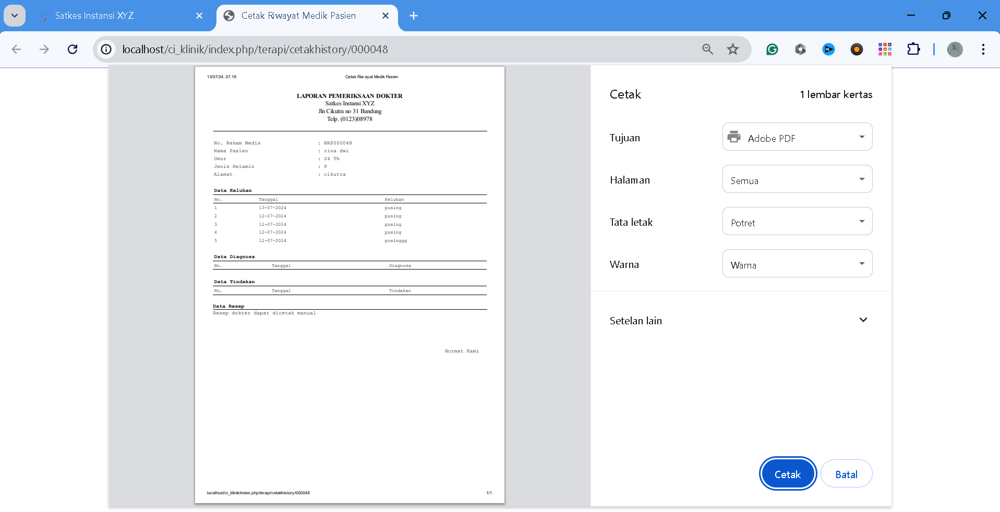 Satkes Instansi XYZ
Cetak Riwayat Medik Pasien
localhost/ci_klinik/index.php/terapi/cetakhistory/000048
13/07/24, 07.19 Cetak Riwayat Medik Pasien
LAPORAN PEMERIKSAAN DOKTER
Satkes Instansi XYZ
Jln Cikutra no 31 Bandung
Telp. (0123)08978
No. Rekam Medis : NRP000048
Nama Pasien : rina dwi
Umur : 24 Th
Jenis Kelamin : P
Alamat : cikutra
Data Keluhan
No. Tanggal Keluhan
1 13-07-2024 pusing
2 12-07-2024 pusing
3 12-07-2024 pusing
4 12-07-2024 pusing
5 12-07-2024 pusinggg
Data Diagnosa
No. Tanggal Diagnosa
Data Tindakan
No. Tanggal Tindakan
Data Resep
Resep dokter dapat dicetak manual
Hormat Kami
localhost/ci_klinik/index.php/terapi/cetakhistory/000048 1/1
Cetak 1 lembar kertas
Tujuan Adobe PDF
Halaman Semua
Tata letak Potret
Warna Warna
Setelan lain
Cetak Batal